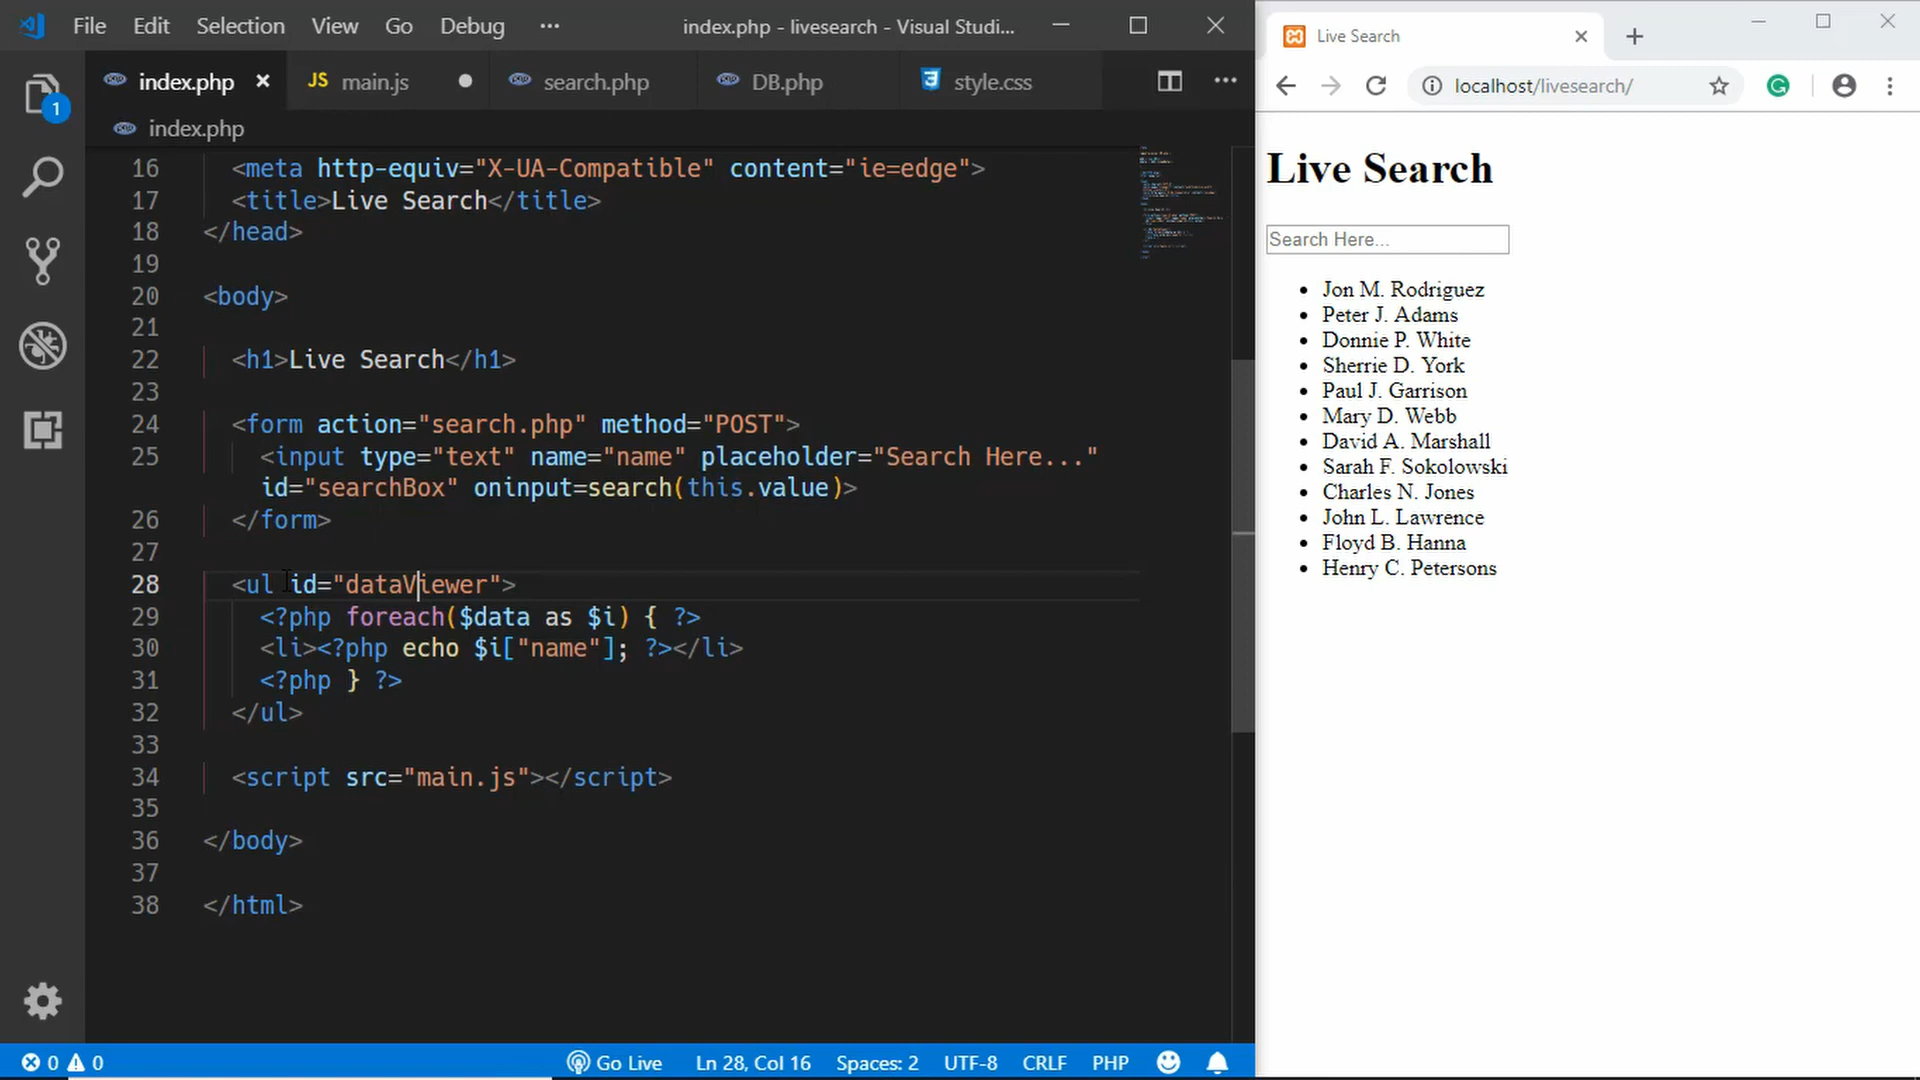 File Edit Selection View Go Debug ··· index.php - livesearch - Visual Studi...
index.php main.js search.php DB.php style.css
JS
1
index.php
16 <meta http-equiv="X-UA-Compatible" content="ie=edge">
17 <title>Live Search</title>
18 </head>
19
20 <body>
21
22 <h1>Live Search</h1>
23
24 <form action="search.php" method="POST">
25 <input type="text" name="name" placeholder="Search Here..."
id="searchBox" oninput=search(this.value)>
26 </form>
27
28 <ul id="dataViewer">
29 <?php foreach($data as $i) { ?>
30 <li><?php echo $i["name"]; ?></li>
31 <?php } ?>
32 </ul>
33
34 <script src="main.js"></script>
35
36 </body>
37
38 </html>
0 0 Go Live Ln 28, Col 16 Spaces: 2 UTF-8 CRLF PHP
Live Search
localhost/livesearch/
Live Search
Search Here...
• Jon M. Rodriguez
• Peter J. Adams
• Donnie P. White
• Sherrie D. York
• Paul J. Garrison
• Mary D. Webb
• David A. Marshall
• Sarah F. Sokolowski
• Charles N. Jones
• John L. Lawrence
• Floyd B. Hanna
• Henry C. Petersons